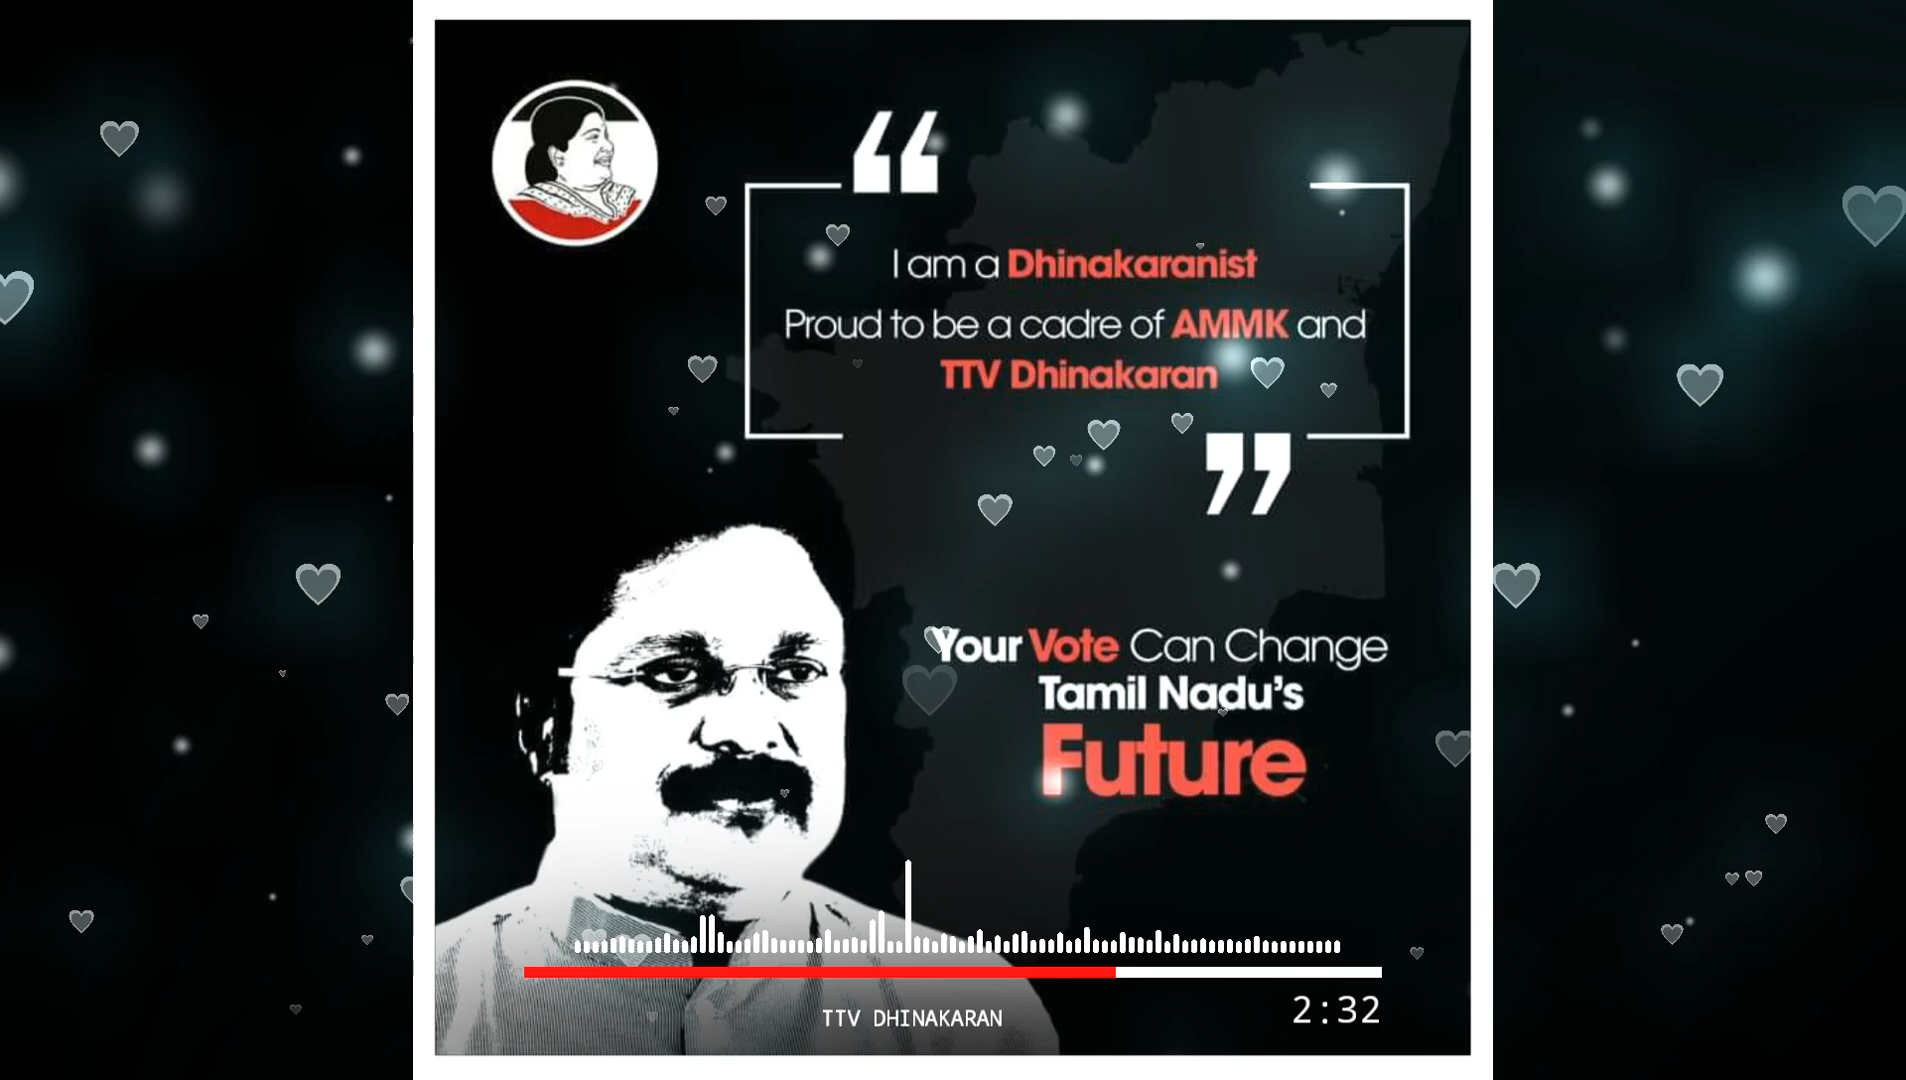 “
I am a Dhinakaranist
Proud to be a cadre of AMMK and
TTV Dhinakaran
”
Your Vote Can Change
Tamil Nadu’s
Future
TTV DHINAKARAN
2:32